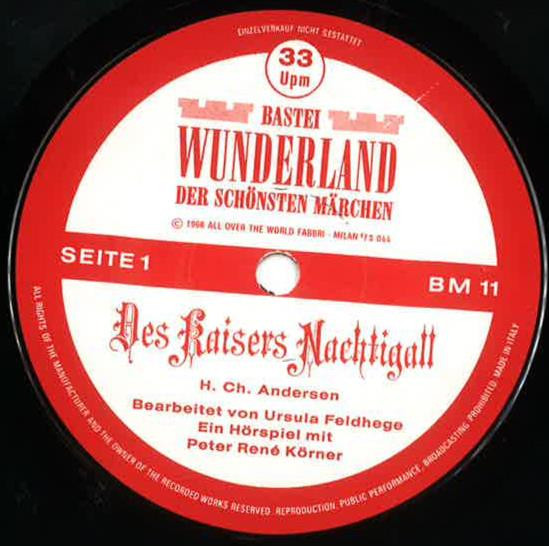 EINZELVERKAUF NICHT GESTATTET
33
Upm
BASTEI
WUNDERLAND
DER SCHÖNSTEN MÄRCHEN
© 1968 ALL OVER THE WORLD FABBRI - MILAN
SEITE 1
BM 11
Des Kaisers Nachtigall
H. Ch. Andersen
Bearbeitet von Ursula Feldhege
Ein Hörspiel mit
Peter René Körner
ALL RIGHTS OF THE MANUFACTURER AND THE OWNER OF THE RECORDED WORKS RESERVED. REPRODUCTION, PUBLIC PERFORMANCE, BROADCASTING PROHIBITED. MADE IN ITALY